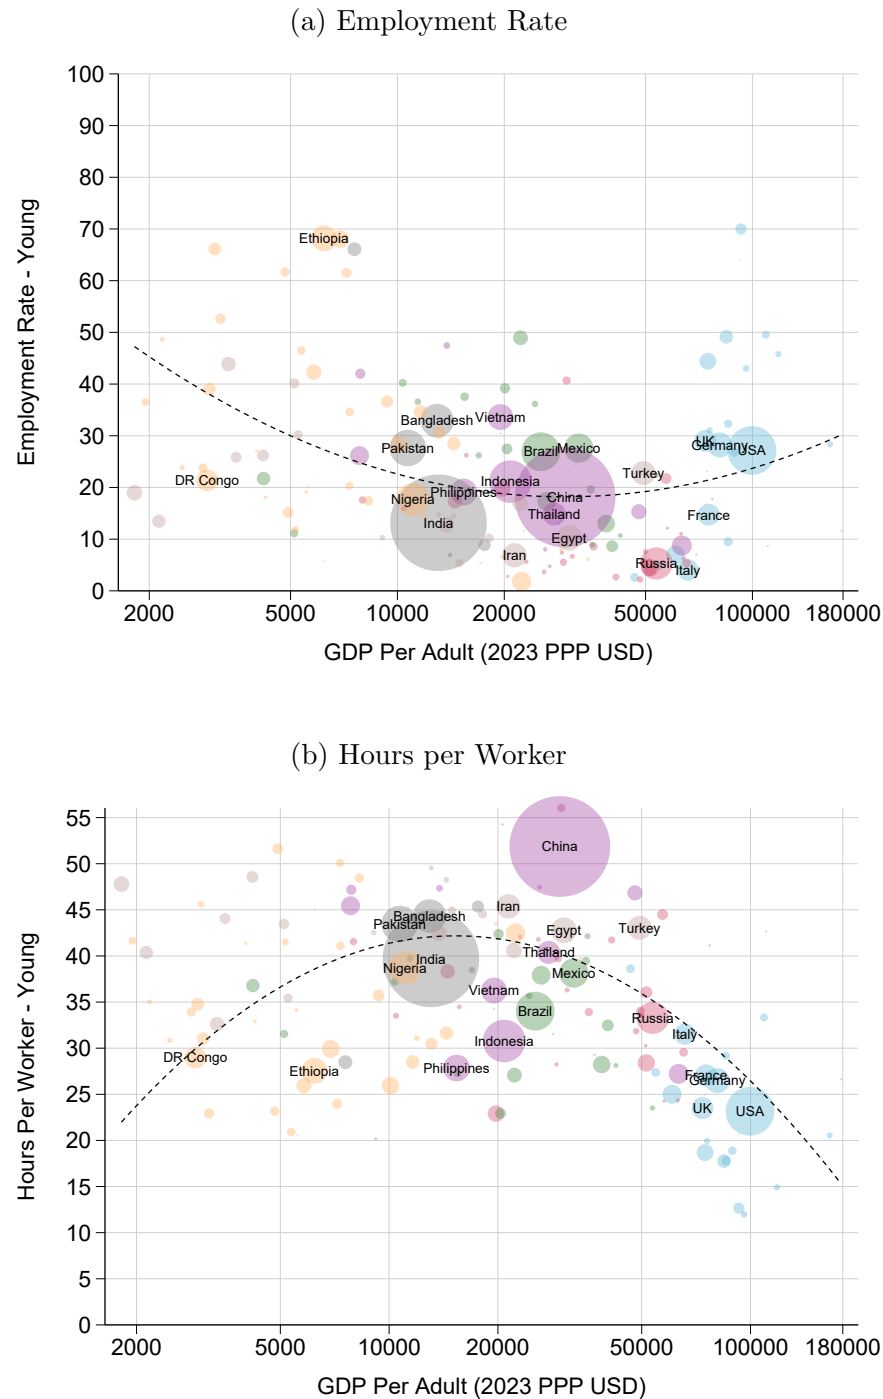 (a) Employment Rate
100
90
80
70
60
50
40
30
20
10
0
Employment Rate - Young
Ethiopia
Bangladesh
Vietnam
Pakistan
Brazil
Mexico
UK
Germany
USA
DR Congo
Indonesia
Turkey
Philippines
Nigeria
China
India
Thailand
France
Egypt
Iran
Russia
Italy
2000 5000 10000 20000 50000 100000 180000
GDP Per Adult (2023 PPP USD)
(b) Hours per Worker
55
50
45
40
35
30
25
20
15
10
5
0
Hours Per Worker - Young
China
Iran
Bangladesh
Pakistan
Egypt
Turkey
India
Thailand
Nigeria
Mexico
Vietnam
Brazil
Russia
Indonesia
Italy
DR Congo
Ethiopia
Philippines
France
Germany
UK
USA
2000 5000 10000 20000 50000 100000 180000
GDP Per Adult (2023 PPP USD)